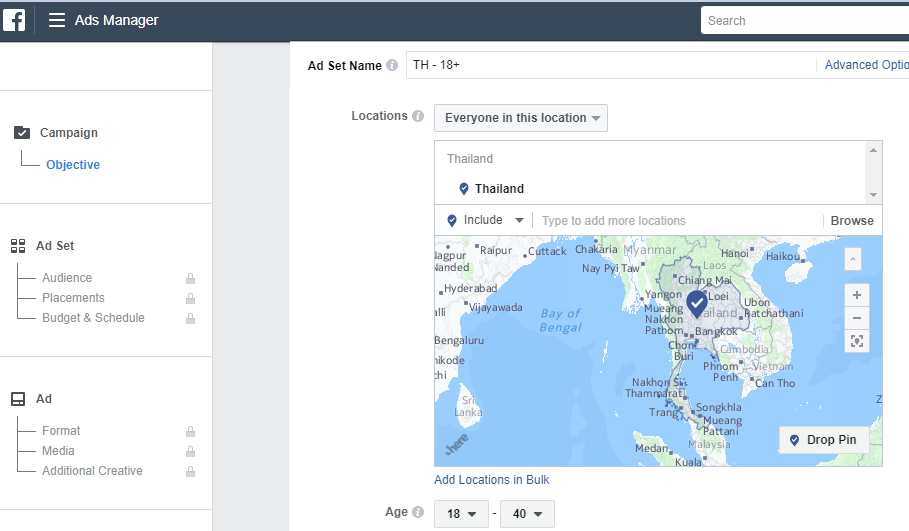 f
Ads Manager
Search
Ad Set Name
TH - 18+
Advanced Optio
Campaign
Objective
Locations
Everyone in this location
Thailand
Thailand
Include
Type to add more locations
Browse
Ad Set
Audience
Placements
Budget & Schedule
Nagpur
Raipur
Cuttack
Chakaria
Myanmar
Hanoi
Haikou
Nanded
Nay Pyi Taw
Laos
Chiang Mai
Hyderabad
Yangon
Loei
Ubon
Ratchathani
Vijayawada
Mueang
Nakhon
Pathom
Thailand
Bay of
Bengal
Bangkok
Bengaluru
Chon
Buri
Cambodia
Phnom
Penh
Vietnam
Can Tho
Sri
Lanka
Nakhon Si
Thammarat
Trang
Songkhla
Mueang
Pattani
Malaysia
here
Medan
Kuala
Drop Pin
Ad
Format
Media
Additional Creative
Add Locations in Bulk
Age
18
-
40